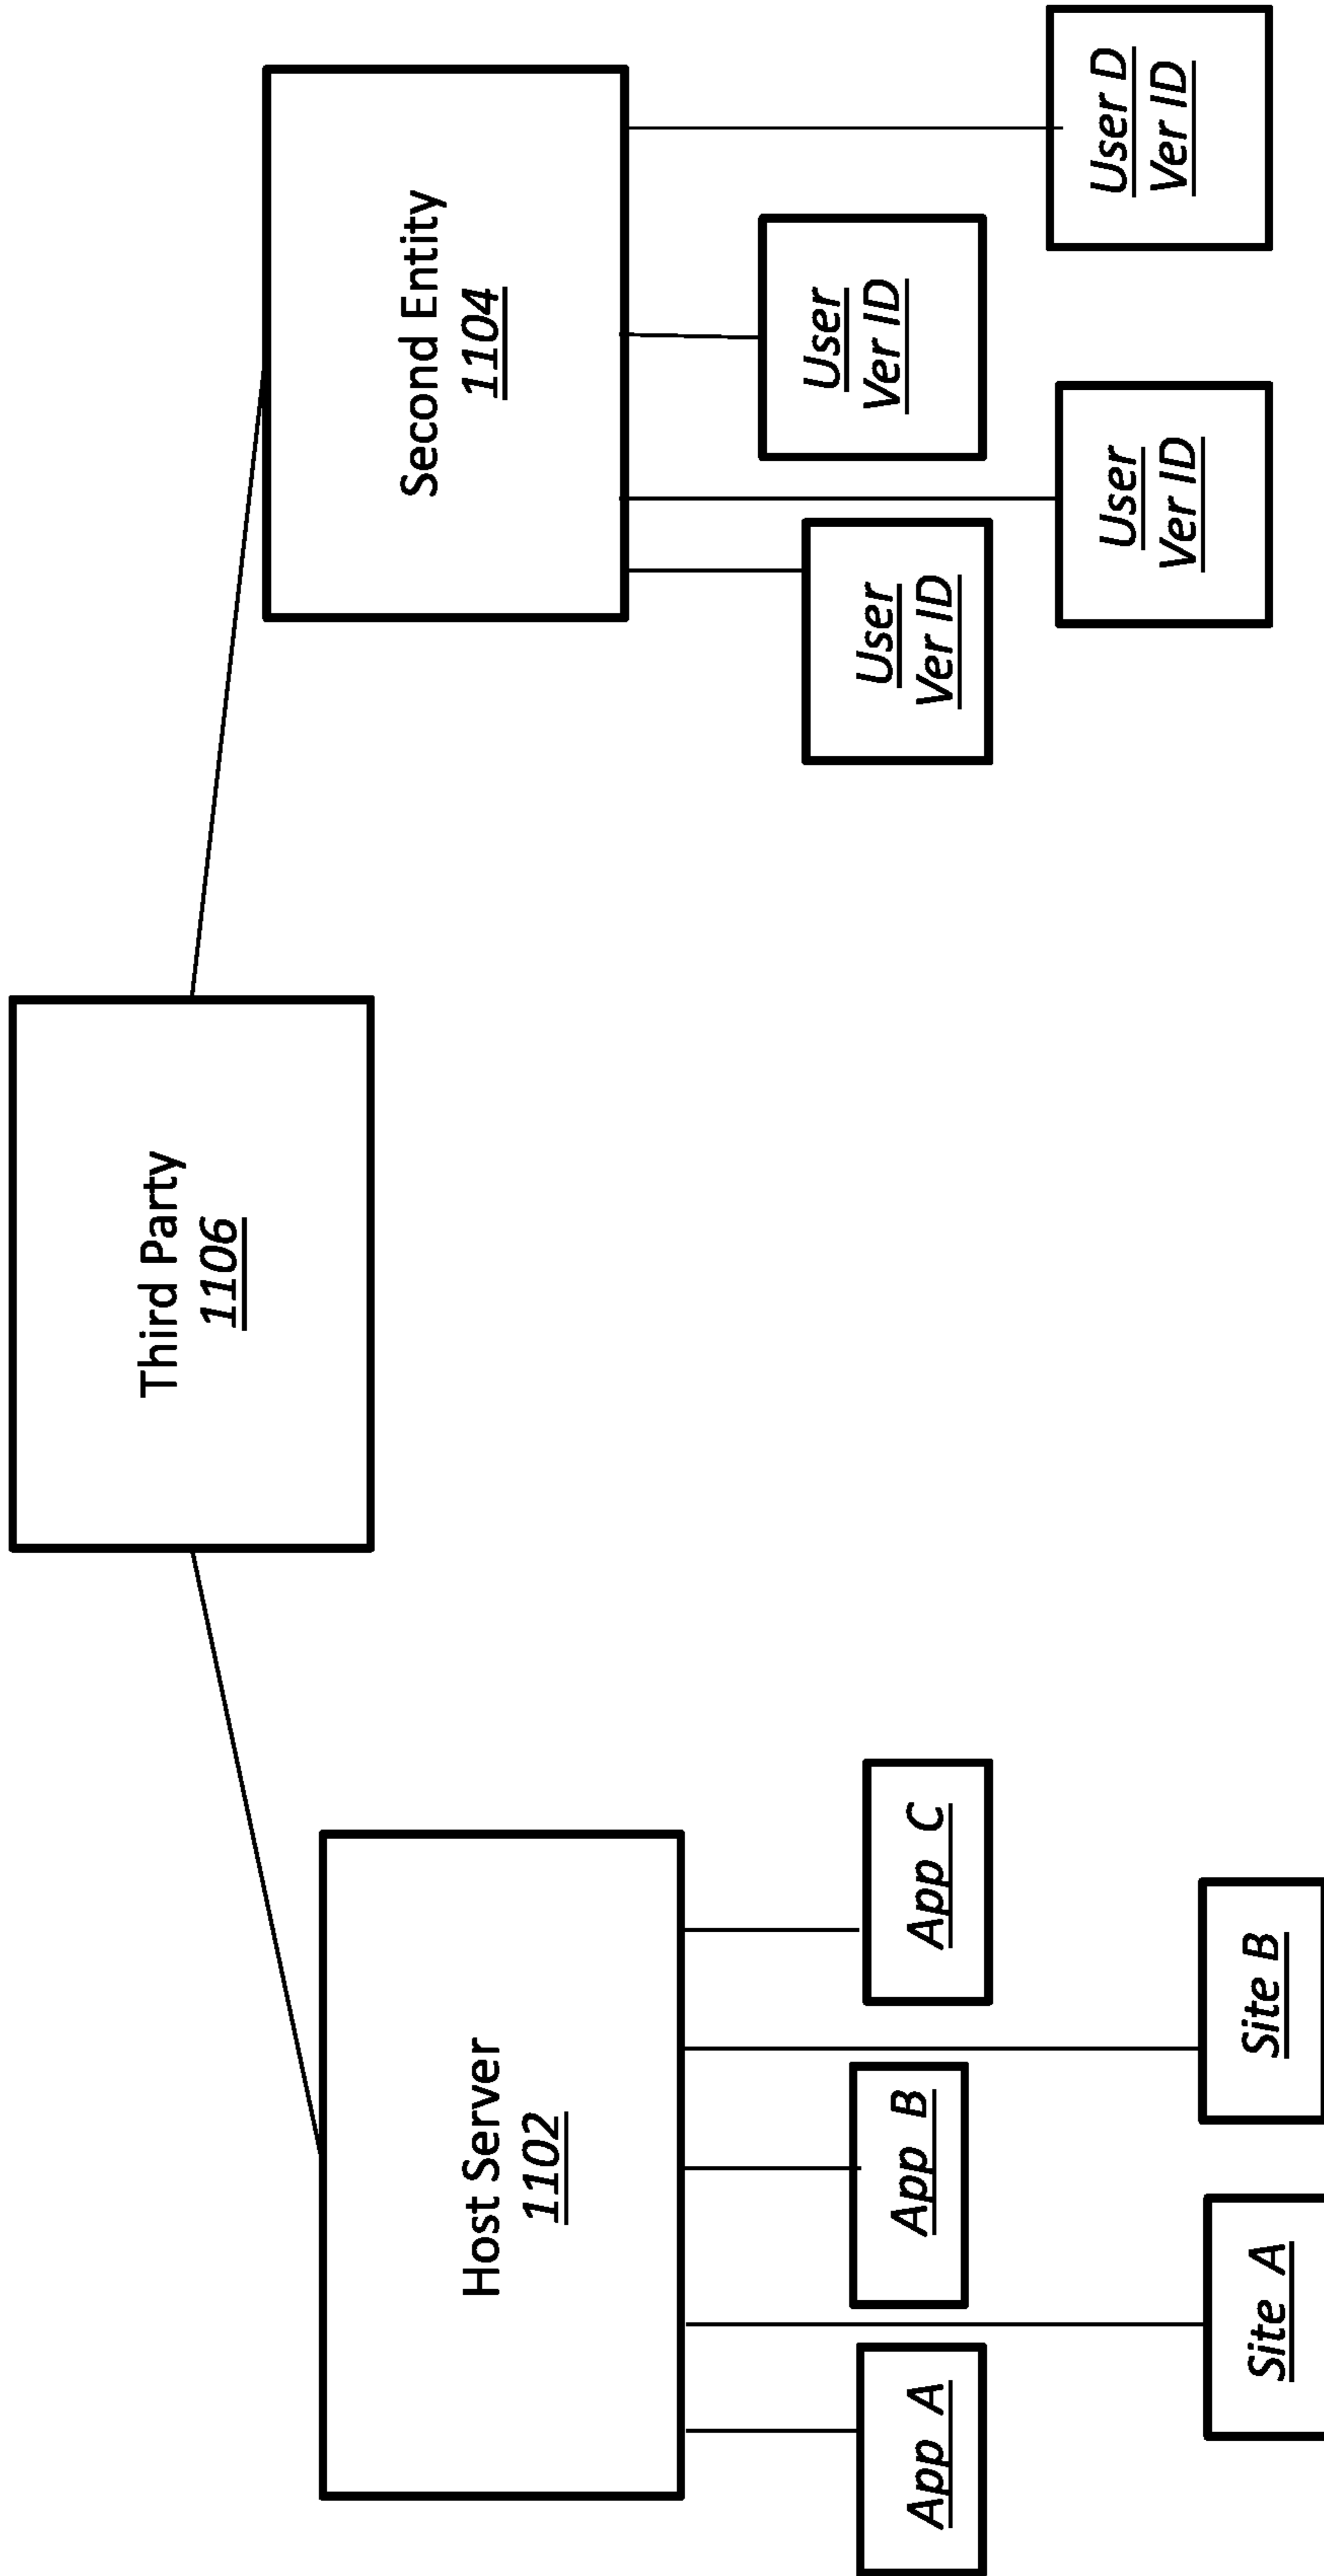 Third Party
1106
Host Server
1102
Second Entity
1104
App A
App B
App C
Site A
Site B
User
Ver ID
User
Ver ID
User
Ver ID
User D
Ver ID